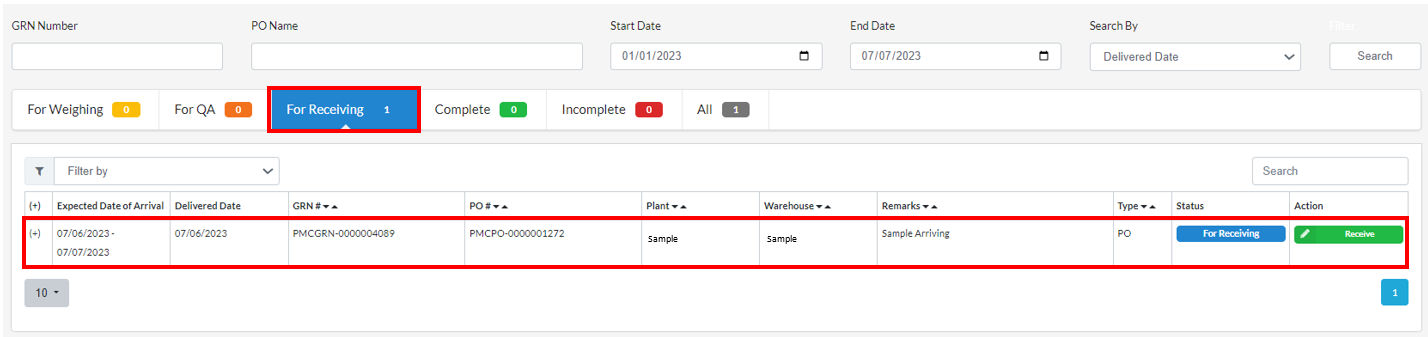 GRN Number PO Name Start Date End Date Search By Filter
01/01/2023 07/07/2023 Delivered Date Search
For Weighing 0 For QA 0 For Receiving 1 Complete 0 Incomplete 0 All 1
Filter by Search
(+) Expected Date of Arrival Delivered Date GRN # PO # Plant Warehouse Remarks Type Status Action
(+) 07/06/2023 - 07/06/2023 PMCGRN-0000004089 PMCPO-0000001272 Sample Sample Sample Arriving PO For Receiving Receive
07/07/2023
10 1